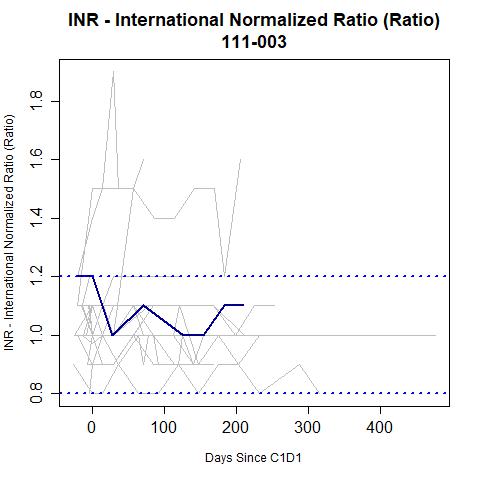 INR - International Normalized Ratio (Ratio)
111-003
INR - International Normalized Ratio (Ratio)
1.8
1.6
1.4
1.2
1.0
0.8
0 100 200 300 400
Days Since C1D1